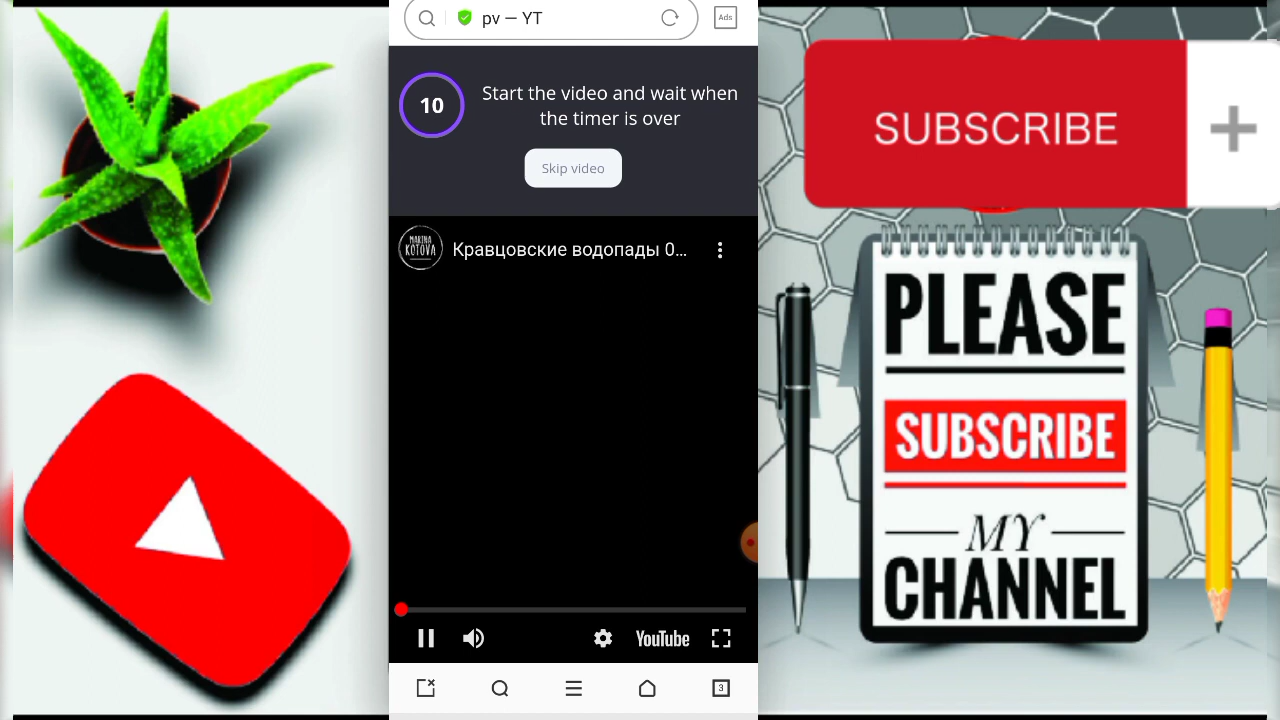 pv — YT
Ads
10
Start the video and wait when
the timer is over
Skip video
MARINA
KOTOVA
Кравцовские водопады 0...
YouTube
3
SUBSCRIBE
PLEASE
SUBSCRIBE
MY
CHANNEL